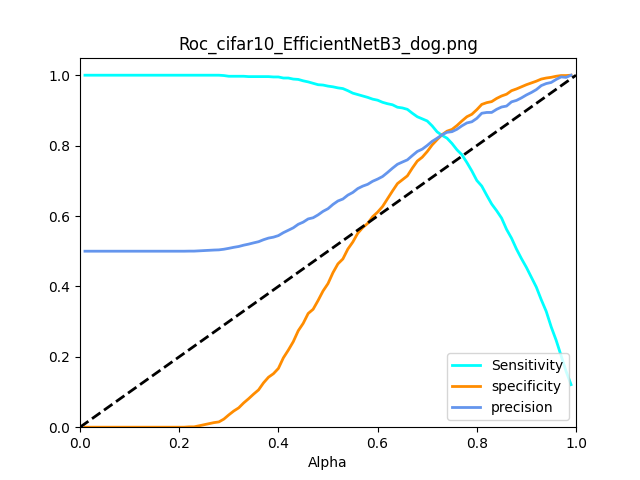 Roc_cifar10_EfficientNetB3_dog.png
1.0
0.8
0.6
0.4
0.2
0.0
0.0 0.2 0.4 0.6 0.8 1.0
Alpha
Sensitivity
specificity
precision